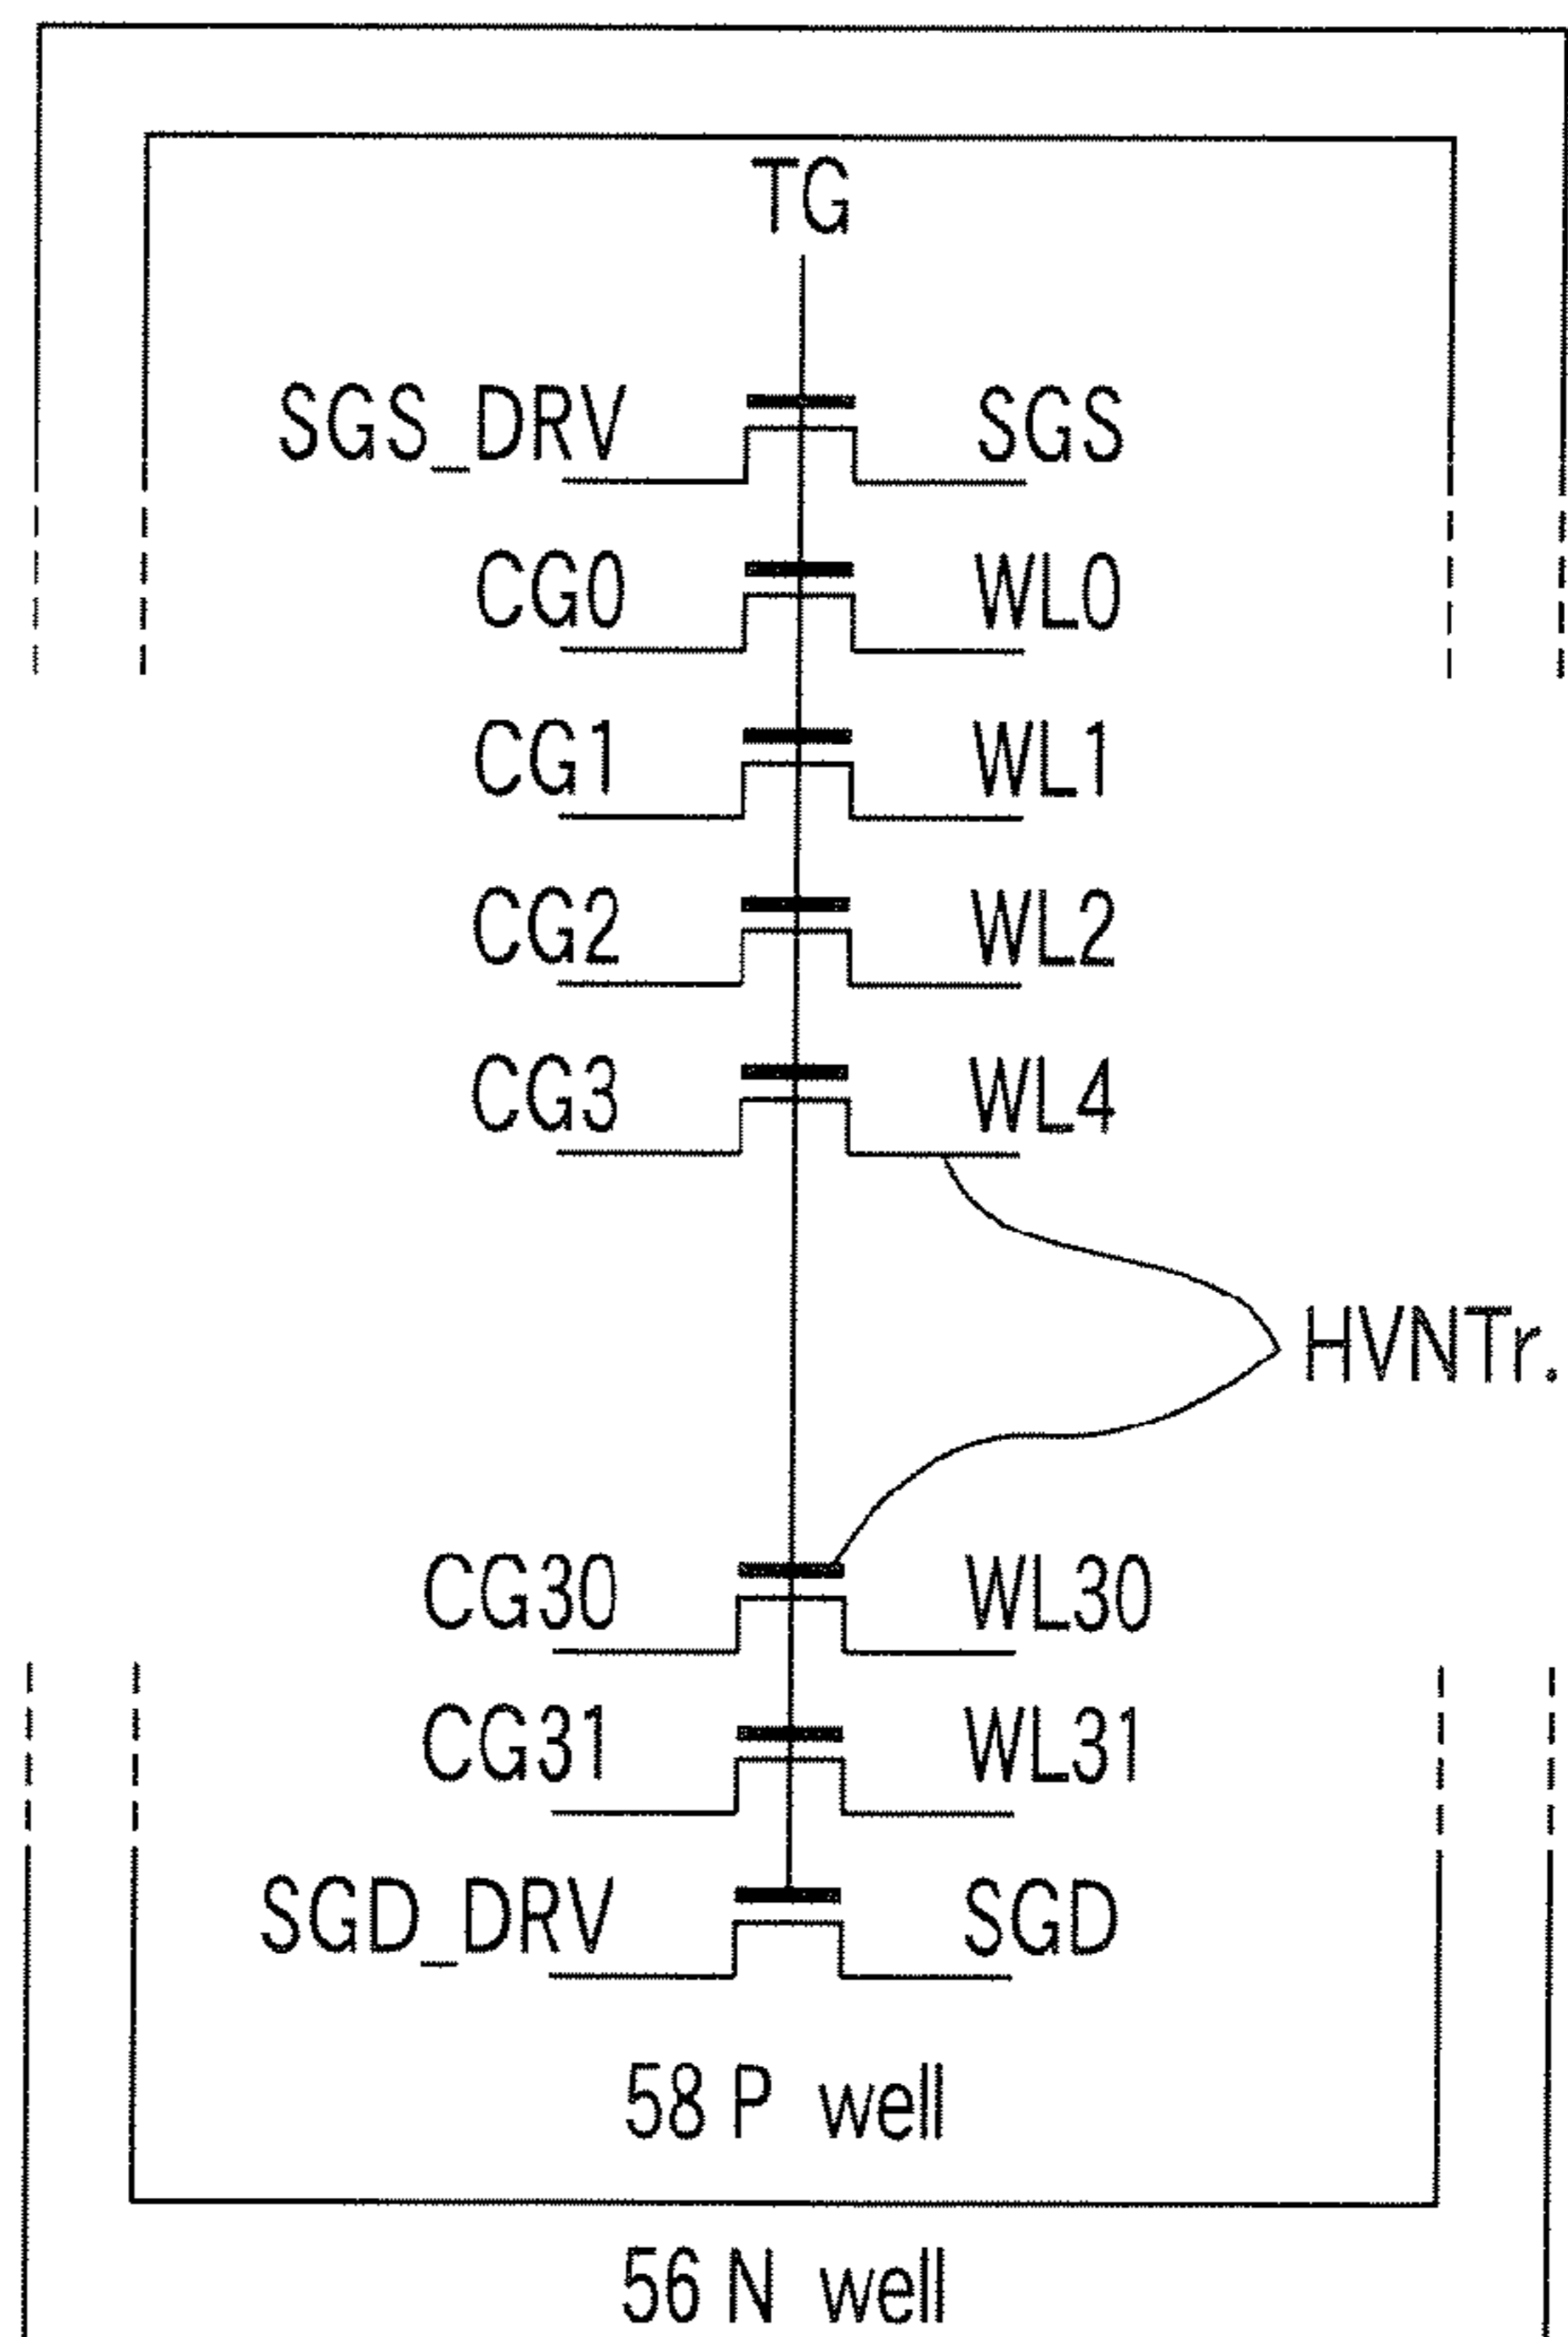 TG
SGS_DRV SGS
CG0 WL0
CG1 WL1
CG2 WL2
CG3 WL4
HVNTr.
CG30 WL30
CG31 WL31
SGD_DRV SGD
58 P well
56 N well